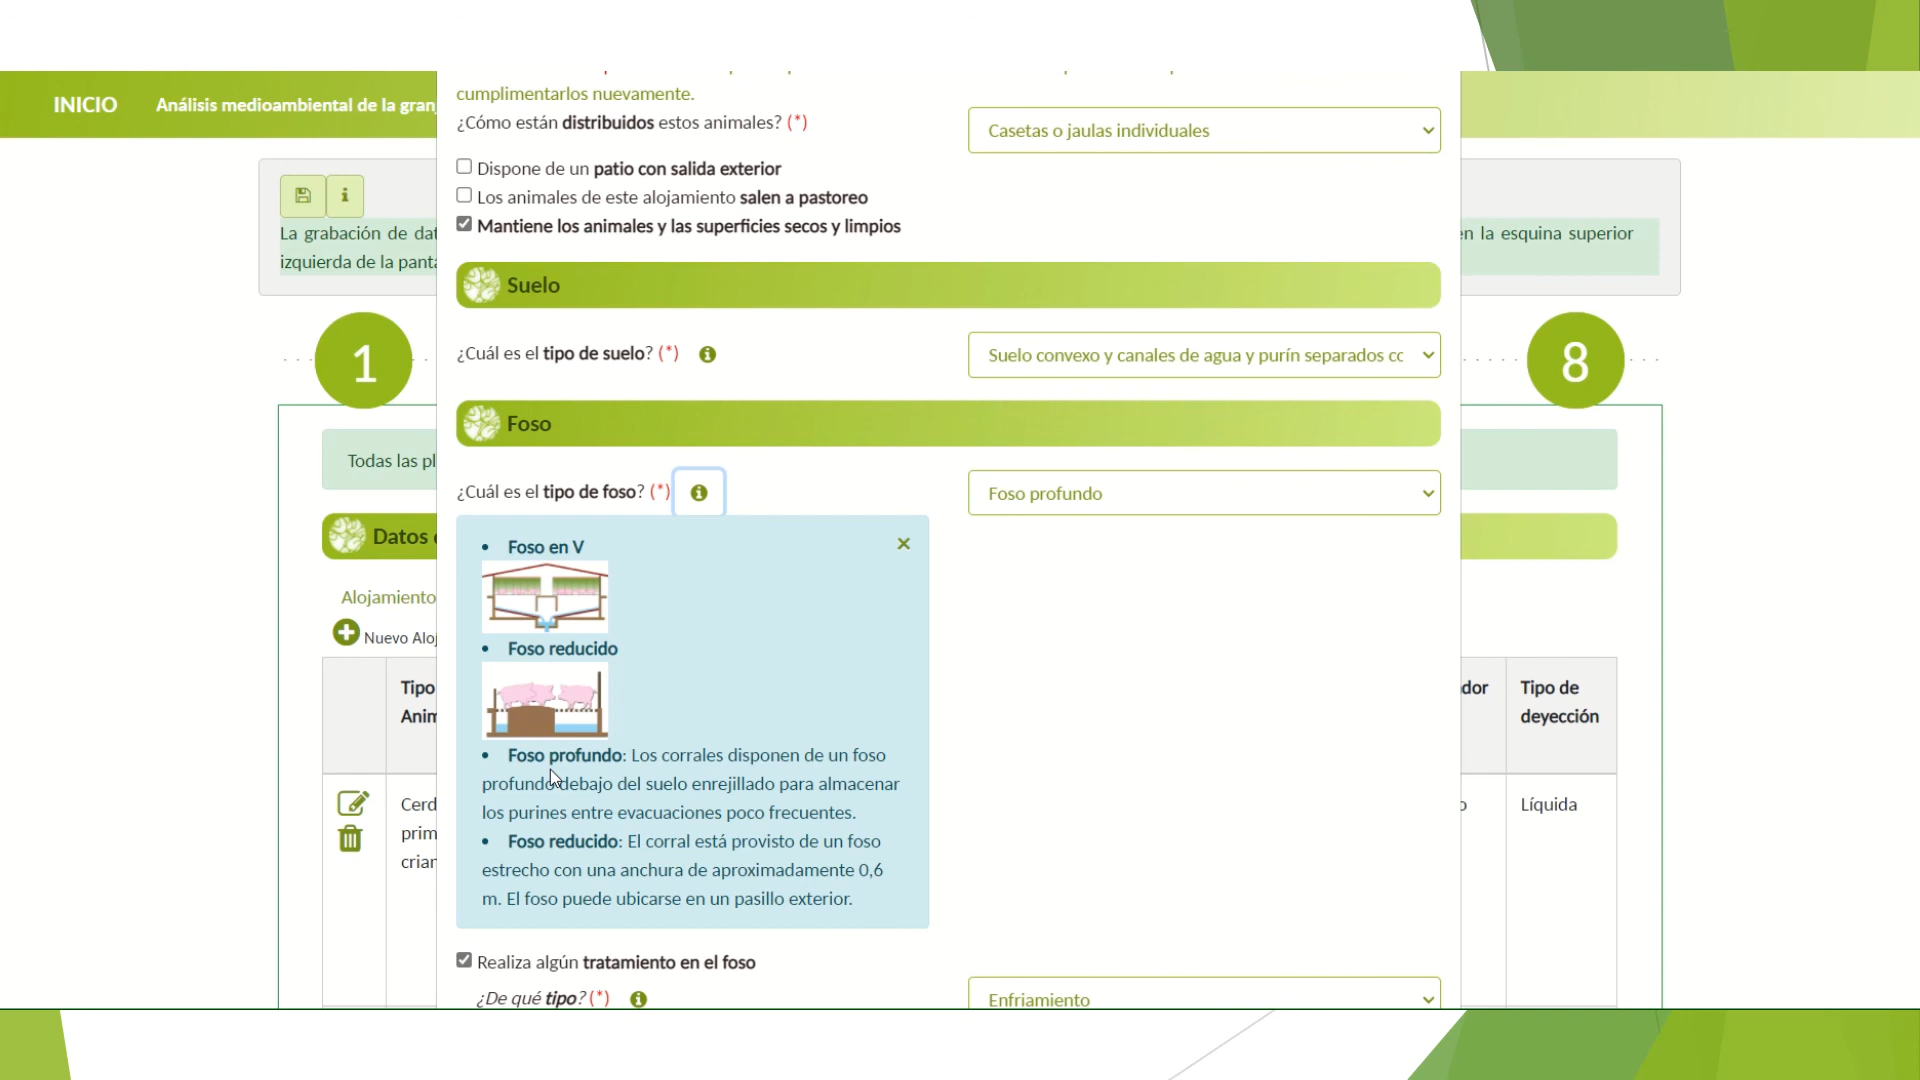 INICIO
Análisis medioambiental de la gran
cumplimentarlos nuevamente.
¿Cómo están distribuidos estos animales? (*)
Casetas o jaulas individuales
Dispone de un patio con salida exterior
Los animales de este alojamiento salen a pastoreo
Mantiene los animales y las superficies secos y limpios
La grabación de dat
en la esquina superior
izquierda de la panta
Suelo
1
8
¿Cuál es el tipo de suelo? (*)
Suelo convexo y canales de agua y purín separados cc
Foso
Todas las pl
¿Cuál es el tipo de foso? (*)
Foso profundo
Datos
• Foso en V
×
Alojamiento
Nuevo Aloj
• Foso reducido
Tipo
Anim
dor
Tipo de
deyección
• Foso profundo: Los corrales disponen de un foso
profundo debajo del suelo enrejillado para almacenar
los purines entre evacuaciones poco frecuentes.
• Foso reducido: El corral está provisto de un foso
estrecho con una anchura de aproximadamente 0,6
m. El foso puede ubicarse en un pasillo exterior.
Cerd
prim
crian
o
Líquida
Realiza algún tratamiento en el foso
¿De qué tipo? (*)
Enfriamiento